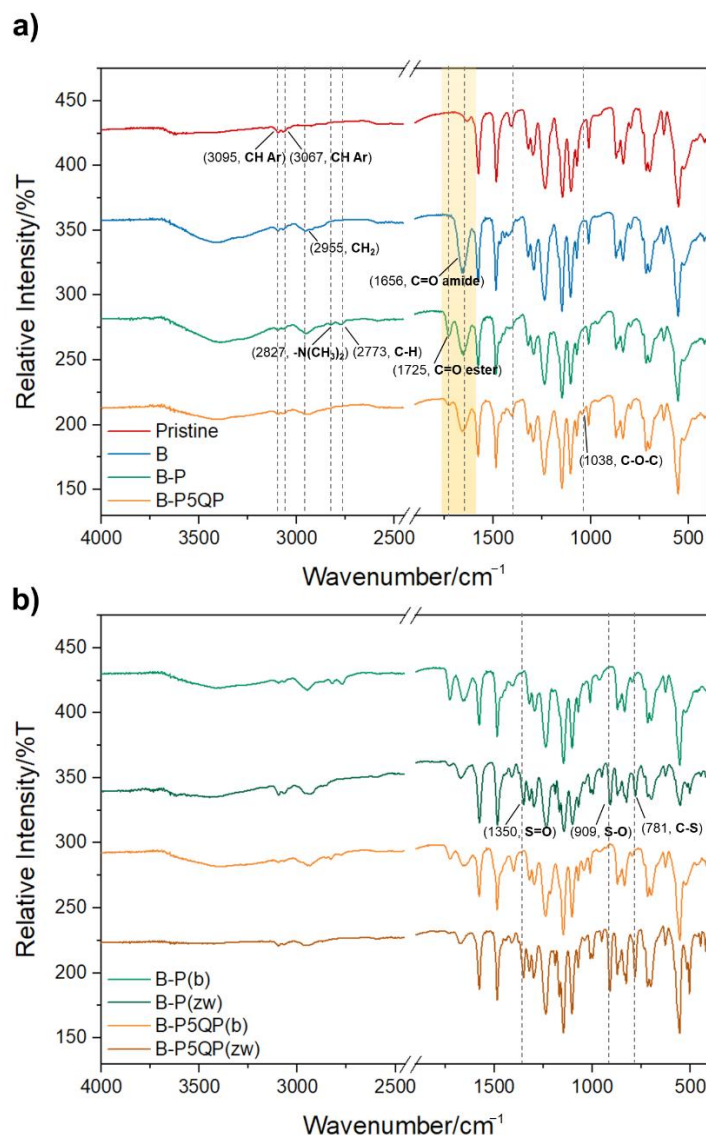 a)
450
400
350
300
250
200
150
Relative Intensity/%T
(3095, CH Ar) (3067, CH Ar)
(2955, CH₂)
(1656, C=O amide)
(2827, -N(CH₃)₂) (2773, C-H)
(1725, C=O ester)
(1038, C-O-C)
Pristine
B
B-P
B-P5QP
4000 3500 3000 2500 1500 1000 500
Wavenumber/cm⁻¹
b)
450
400
350
300
250
200
150
Relative Intensity/%T
(1350, S=O) (909, S-O) (781, C-S)
B-P(b)
B-P(zw)
B-P5QP(b)
B-P5QP(zw)
4000 3500 3000 2500 1500 1000 500
Wavenumber/cm⁻¹